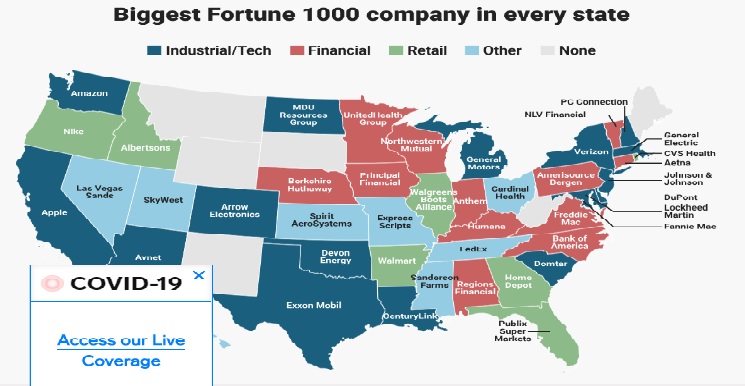 Biggest Fortune 1000 company in every state
Industrial/Tech
Financial
Retail
Other
None
Amazon
Nike
Albertsons
MDU
Resources
Group
UnitedHealth
Group
Northwestern
Mutual
General
Motors
PC Connection
NLV Financial
Verizon
General
Electric
CVS Health
Aetna
Johnson &
Johnson
DuPont
Lockheed
Martin
Fannie Mae
Amerisource
Bergen
Cardinal
Health
Freddie
Mac
Bank of
America
Domtar
Apple
Las Vegas
Sands
SkyWest
Arrow
Electronics
Berkshire
Hathaway
Principal
Financial
Walgreens
Boots
Alliance
Anthem
Humana
Spirit
AeroSystems
Express
Scripts
FedEx
Avnet
Devon
Energy
Walmart
Sanderson
Farms
Regions
Financial
Home
Depot
Exxon Mobil
CenturyLink
Publix
Super
Markets
COVID-19
Access our Live
Coverage